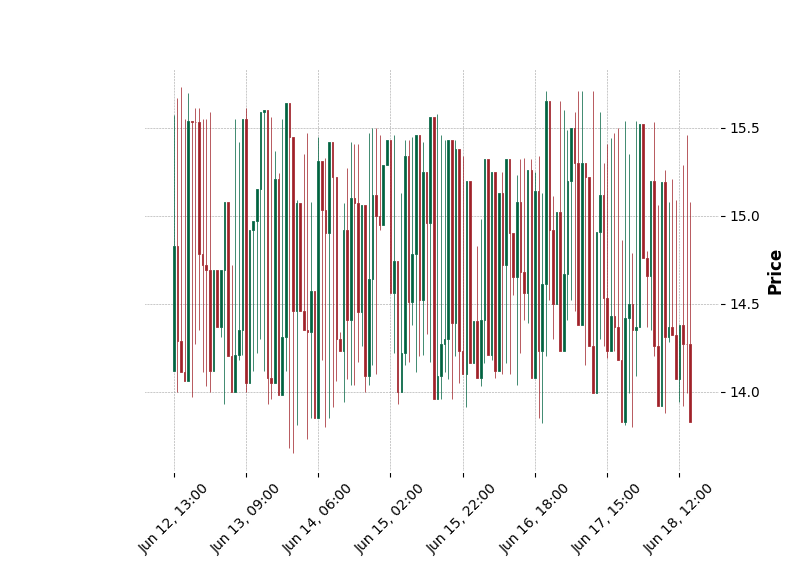 15.5
15.0
14.5
14.0
Price
Jun 12, 13:00
Jun 13, 09:00
Jun 14, 06:00
Jun 15, 02:00
Jun 15, 22:00
Jun 16, 18:00
Jun 17, 15:00
Jun 18, 12:00